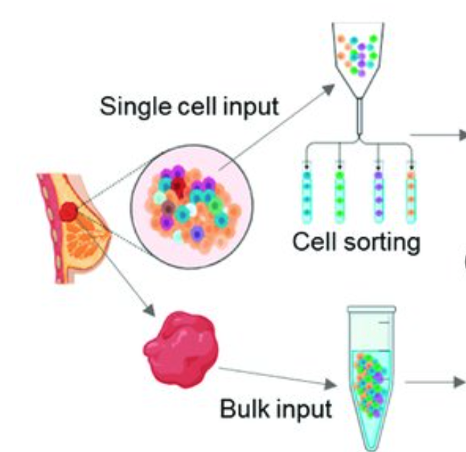 Single cell input
Cell sorting
Bulk input